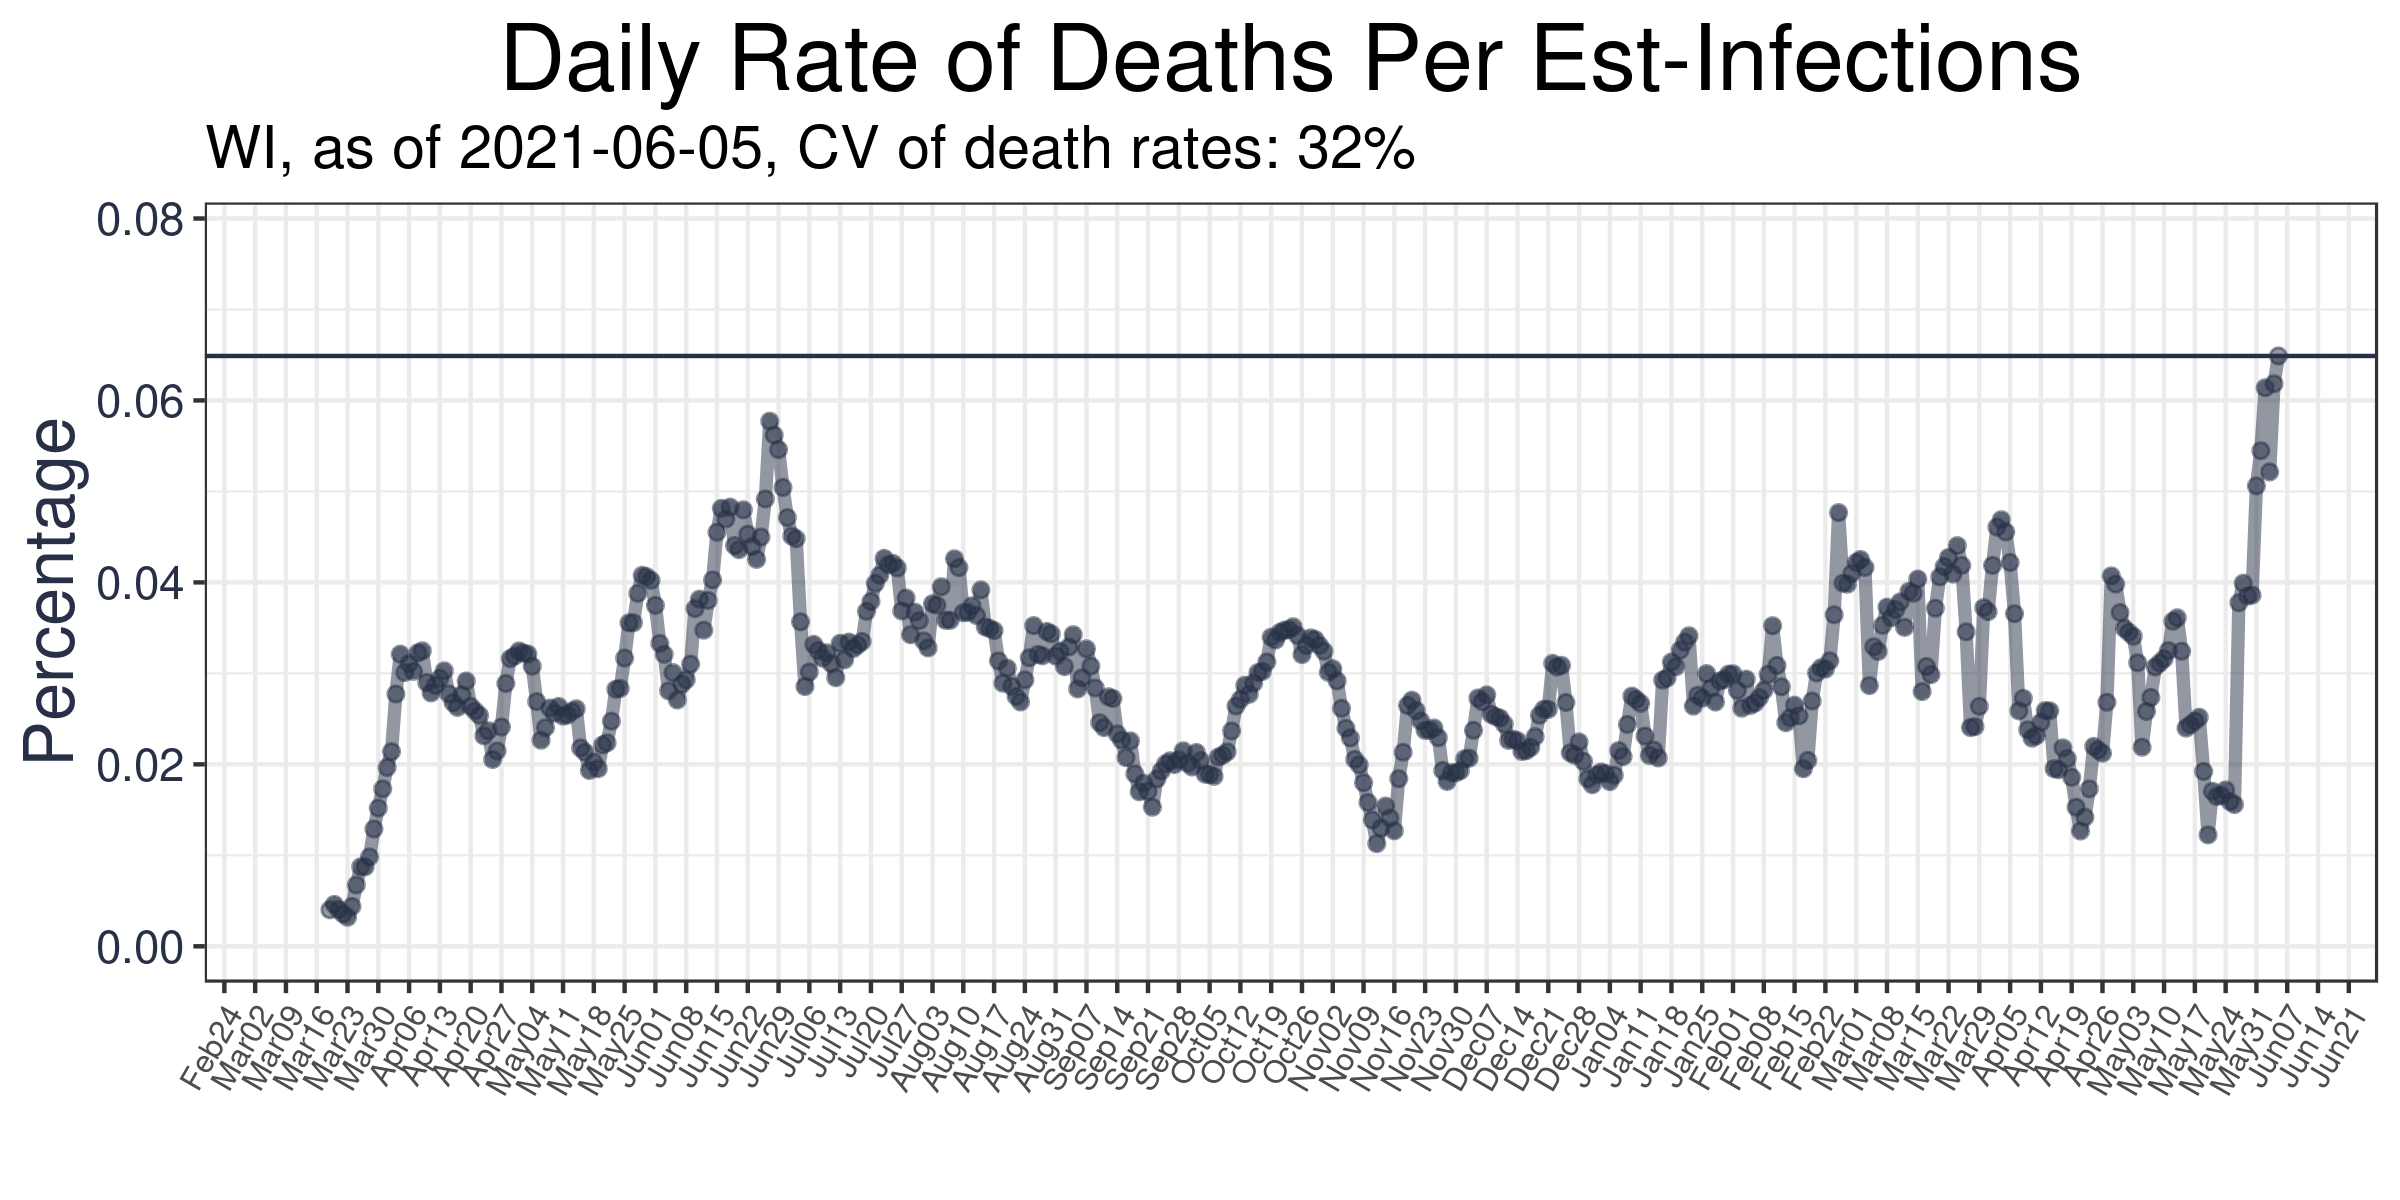 Daily Rate of Deaths Per Est-Infections
WI, as of 2021-06-05, CV of death rates: 32%
Percentage
0.08
0.06
0.04
0.02
0.00
Feb24
Mar02
Mar09
Mar16
Mar23
Mar30
Apr06
Apr13
Apr20
Apr27
May04
May11
May18
May25
Jun01
Jun08
Jun15
Jun22
Jun29
Jul06
Jul13
Jul20
Jul27
Aug03
Aug10
Aug17
Aug24
Aug31
Sep07
Sep14
Sep21
Sep28
Oct05
Oct12
Oct19
Oct26
Nov02
Nov09
Nov16
Nov23
Nov30
Dec07
Dec14
Dec21
Dec28
Jan04
Jan11
Jan18
Jan25
Feb01
Feb08
Feb15
Feb22
Mar01
Mar08
Mar15
Mar22
Mar29
Apr05
Apr12
Apr19
Apr26
May03
May10
May17
May24
May31
Jun07
Jun14
Jun21